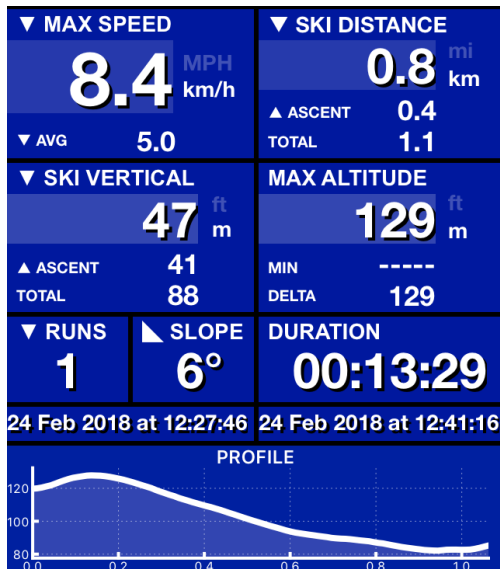 ▼ MAX SPEED
8.4 MPH km/h
▼ AVG 5.0
▼ SKI DISTANCE
0.8 mi km
▲ ASCENT 0.4
TOTAL 1.1
▼ SKI VERTICAL
47 ft m
▲ ASCENT 41
TOTAL 88
MAX ALTITUDE
129 ft m
MIN -----
DELTA 129
▼ RUNS
1
◣ SLOPE
6°
DURATION
00:13:29
24 Feb 2018 at 12:27:46
24 Feb 2018 at 12:41:16
PROFILE
120
100
80
0.0 0.2 0.4 0.6 0.8 1.0